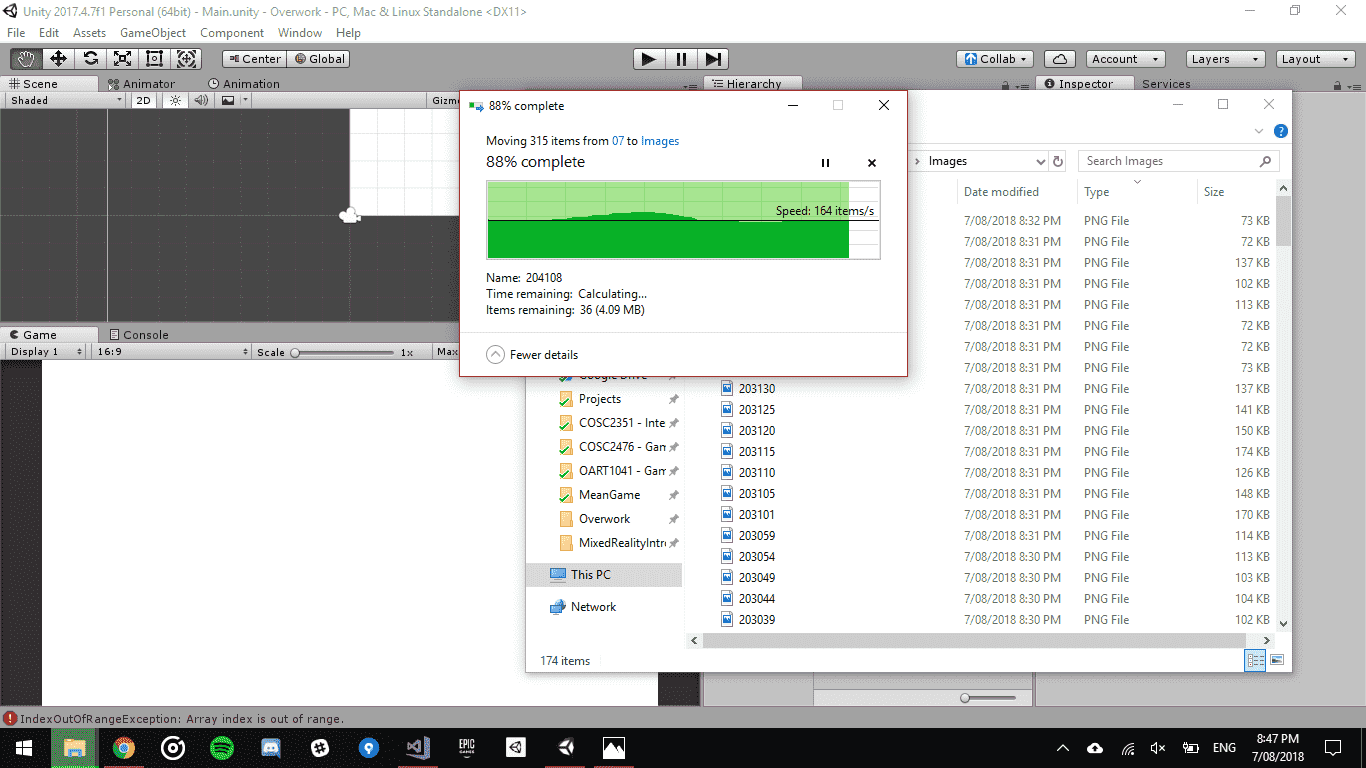 Unity 2017.4.7f1 Personal (64bit) - Main.unity - Overwork - PC, Mac & Linux Standalone <DX11>
File Edit Assets GameObject Component Window Help
Center Global Collab Account Layers Layout
Scene Animator Animation Hierarchy Inspector Services
Shaded 2D Gizm
88% complete
Moving 315 items from 07 to Images
88% complete
Speed: 164 items/s
Name: 204108
Time remaining: Calculating...
Items remaining: 36 (4.09 MB)
Fewer details
Images Search Images
Date modified Type Size
7/08/2018 8:32 PM PNG File 73 KB
7/08/2018 8:31 PM PNG File 72 KB
7/08/2018 8:31 PM PNG File 137 KB
7/08/2018 8:31 PM PNG File 102 KB
7/08/2018 8:31 PM PNG File 113 KB
7/08/2018 8:31 PM PNG File 72 KB
7/08/2018 8:31 PM PNG File 72 KB
7/08/2018 8:31 PM PNG File 73 KB
203130 7/08/2018 8:31 PM PNG File 137 KB
203125 7/08/2018 8:31 PM PNG File 141 KB
203120 7/08/2018 8:31 PM PNG File 150 KB
203115 7/08/2018 8:31 PM PNG File 174 KB
203110 7/08/2018 8:31 PM PNG File 126 KB
203105 7/08/2018 8:31 PM PNG File 148 KB
203101 7/08/2018 8:31 PM PNG File 170 KB
203059 7/08/2018 8:31 PM PNG File 114 KB
203054 7/08/2018 8:30 PM PNG File 113 KB
203049 7/08/2018 8:30 PM PNG File 103 KB
203044 7/08/2018 8:30 PM PNG File 104 KB
203039 7/08/2018 8:30 PM PNG File 102 KB
Google Drive
Projects
COSC2351 - Inte
COSC2476 - Gam
OART1041 - Gam
MeanGame
Overwork
MixedRealityIntr
This PC
Network
174 items
Game Console
Display 1 16:9 Scale 1x Max
IndexOutOfRangeException: Array index is out of range.
EPIC GAMES
ENG
8:47 PM
7/08/2018